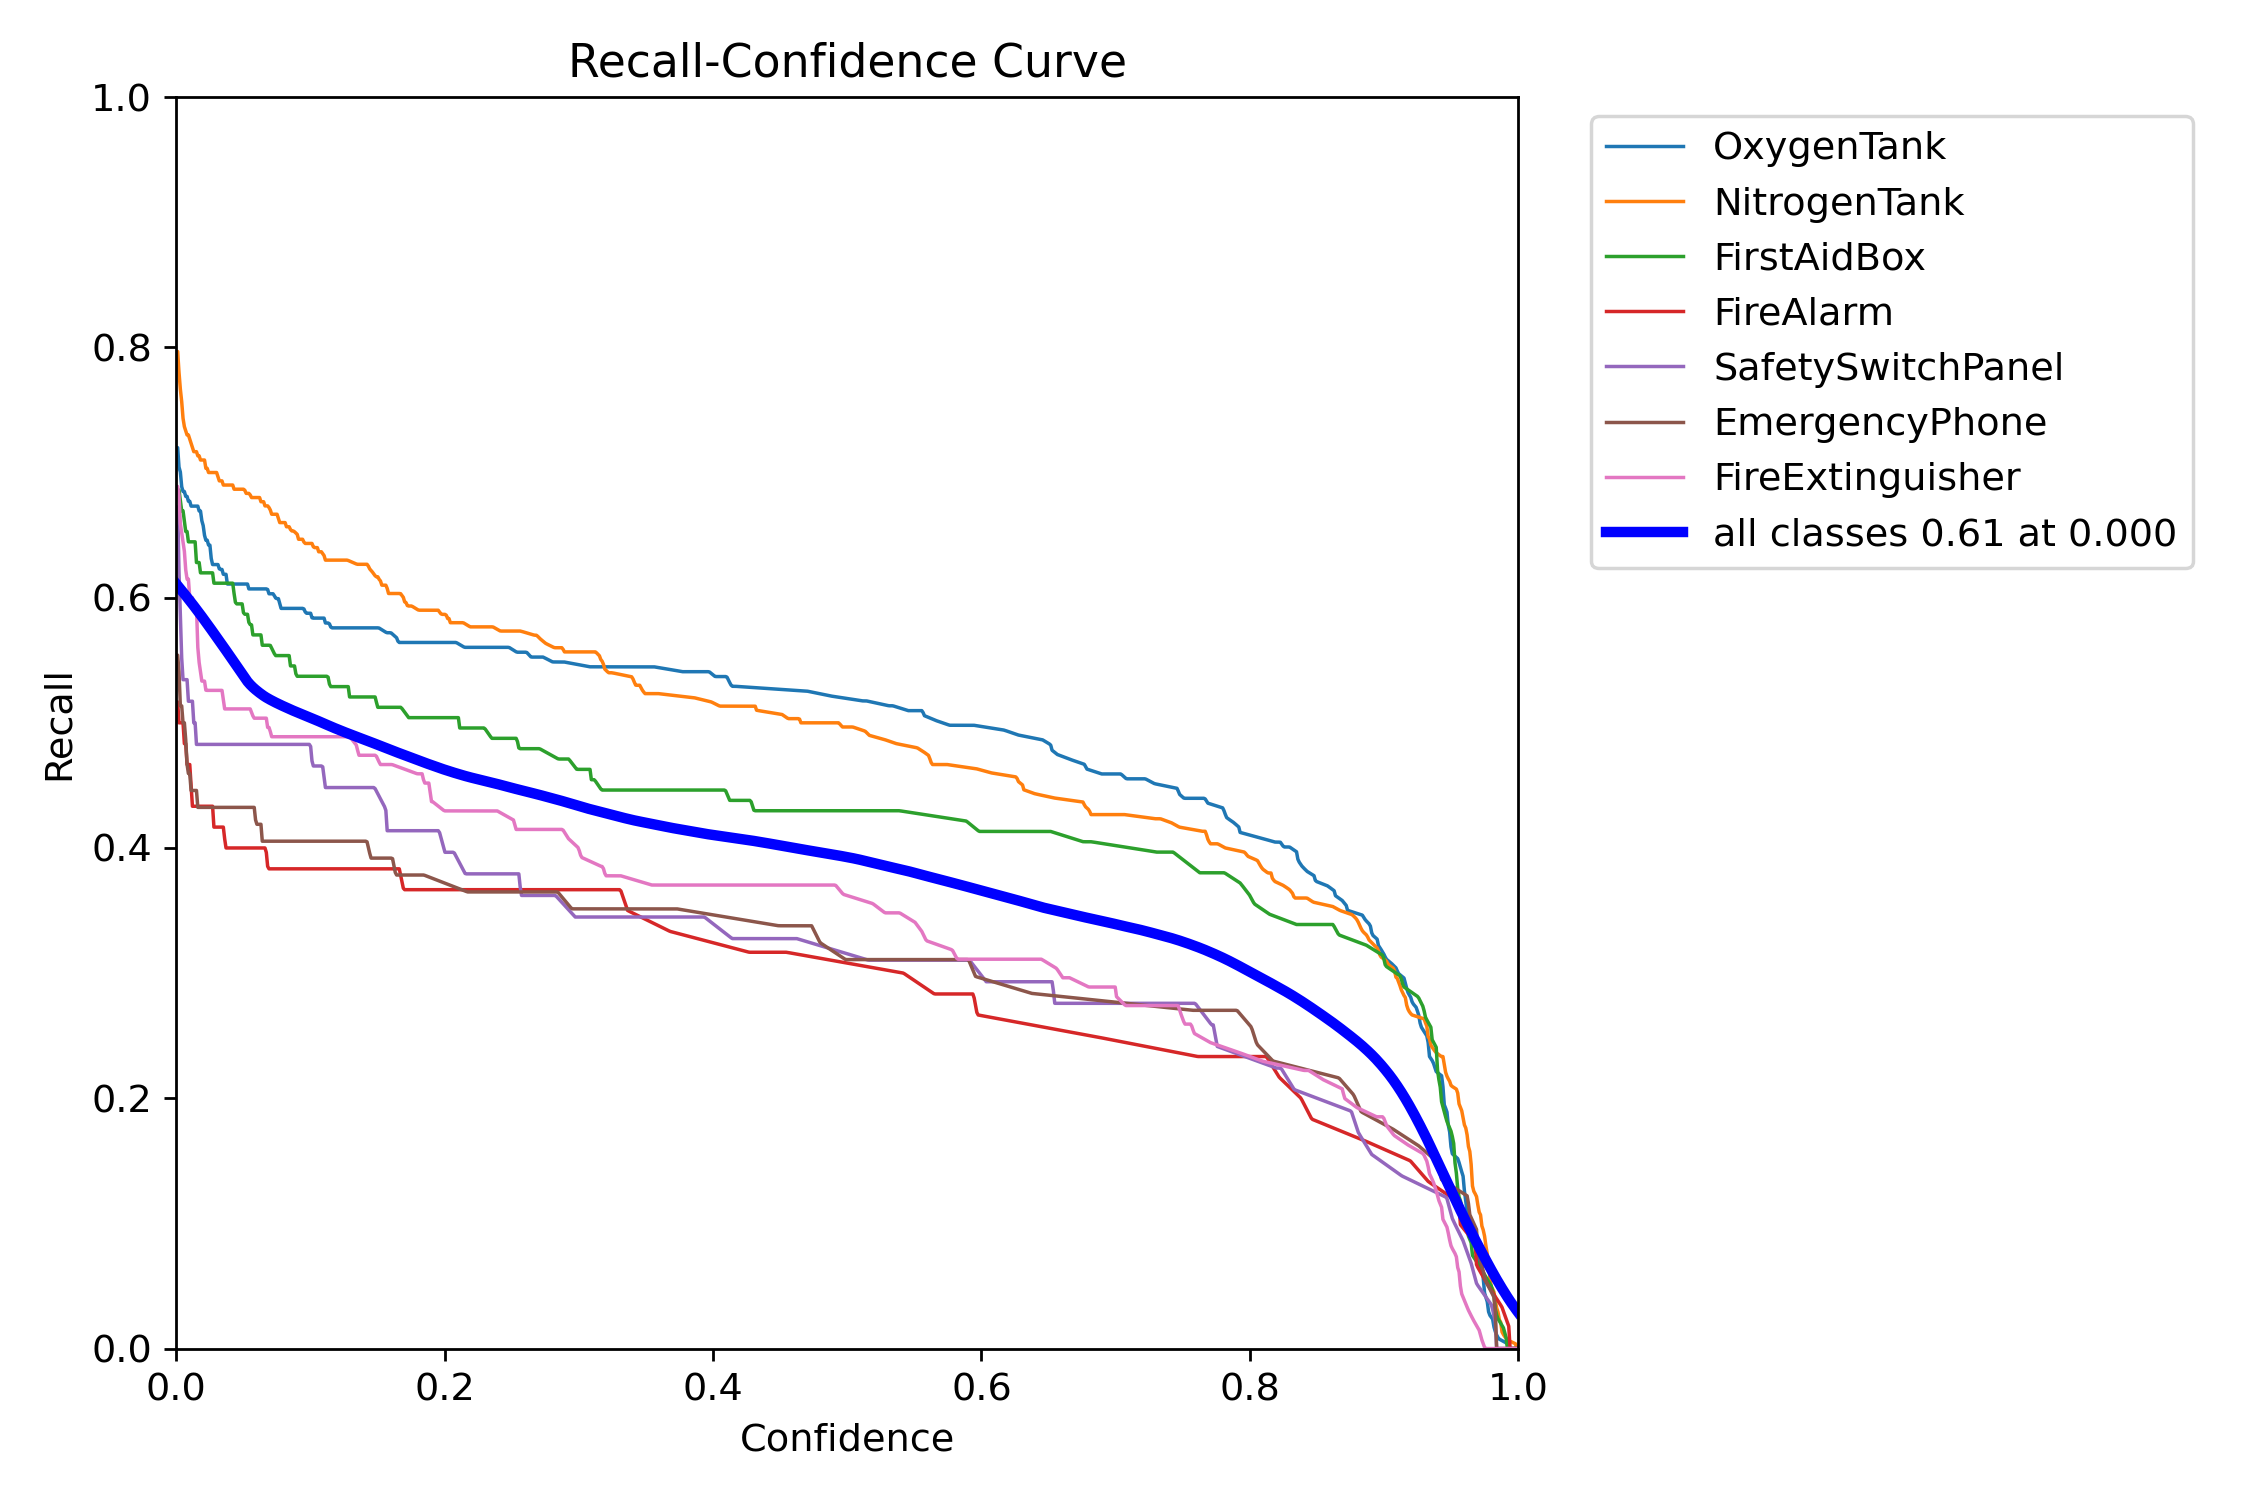 Recall-Confidence Curve
1.0
0.8
0.6
0.4
0.2
0.0
Recall
0.0 0.2 0.4 0.6 0.8 1.0
Confidence
OxygenTank
NitrogenTank
FirstAidBox
FireAlarm
SafetySwitchPanel
EmergencyPhone
FireExtinguisher
all classes 0.61 at 0.000